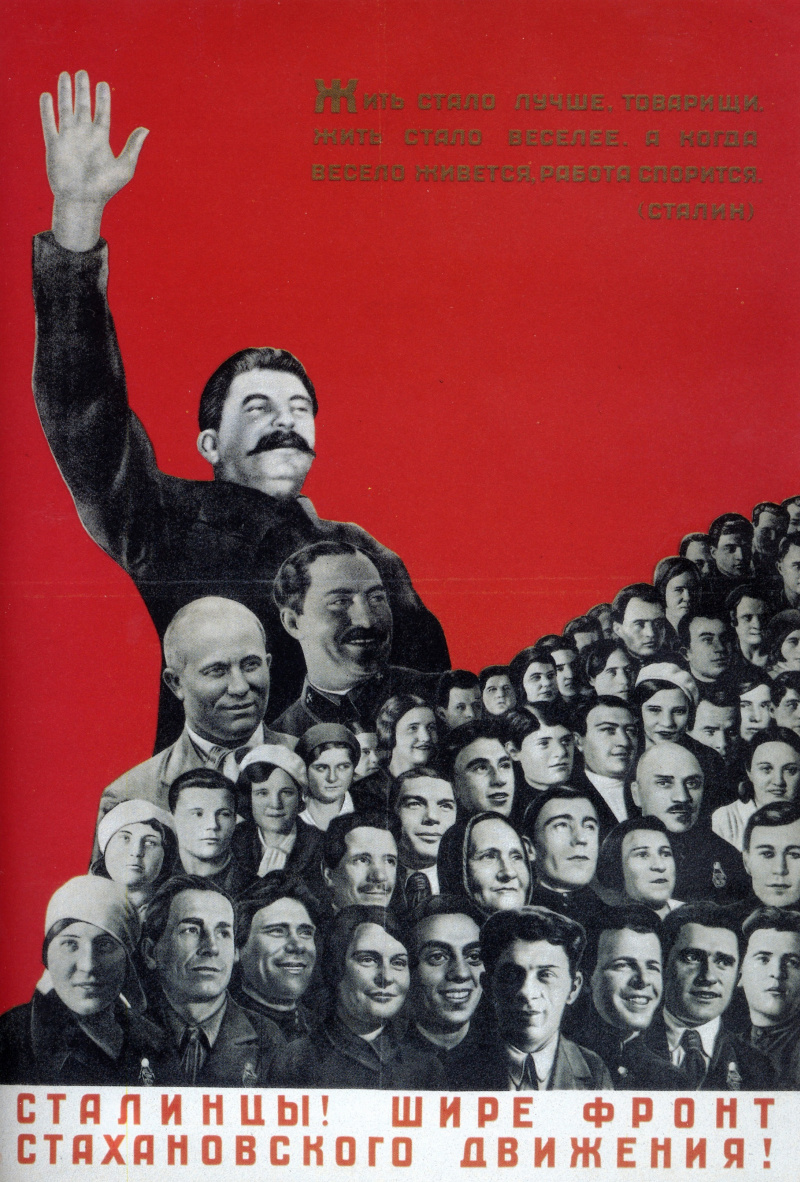 Жить стало лучше, товарищи.
Жить стало веселее. А когда
весело живется, работа спорится.
(Сталин)
СТАЛИНЦЫ! ШИРЕ ФРОНТ
СТАХАНОВСКОГО ДВИЖЕНИЯ!